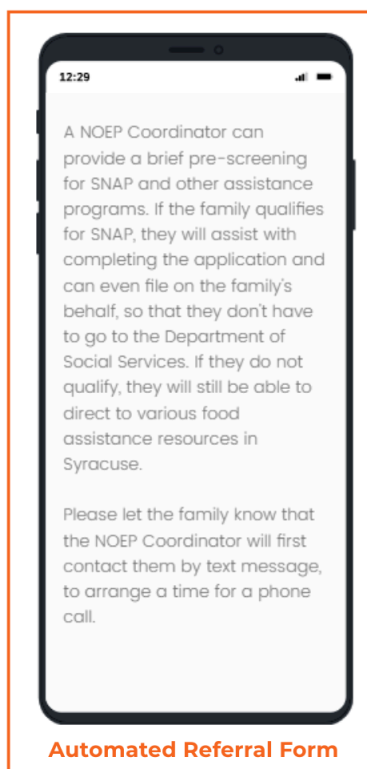 12:29
A NOEP Coordinator can
provide a brief pre-screening
for SNAP and other assistance
programs. If the family qualifies
for SNAP, they will assist with
completing the application and
can even file on the family's
behalf, so that they don't have
to go to the Department of
Social Services. If they do not
qualify, they will still be able to
direct to various food
assistance resources in
Syracuse.
Please let the family know that
the NOEP Coordinator will first
contact them by text message,
to arrange a time for a phone
call.
Automated Referral Form